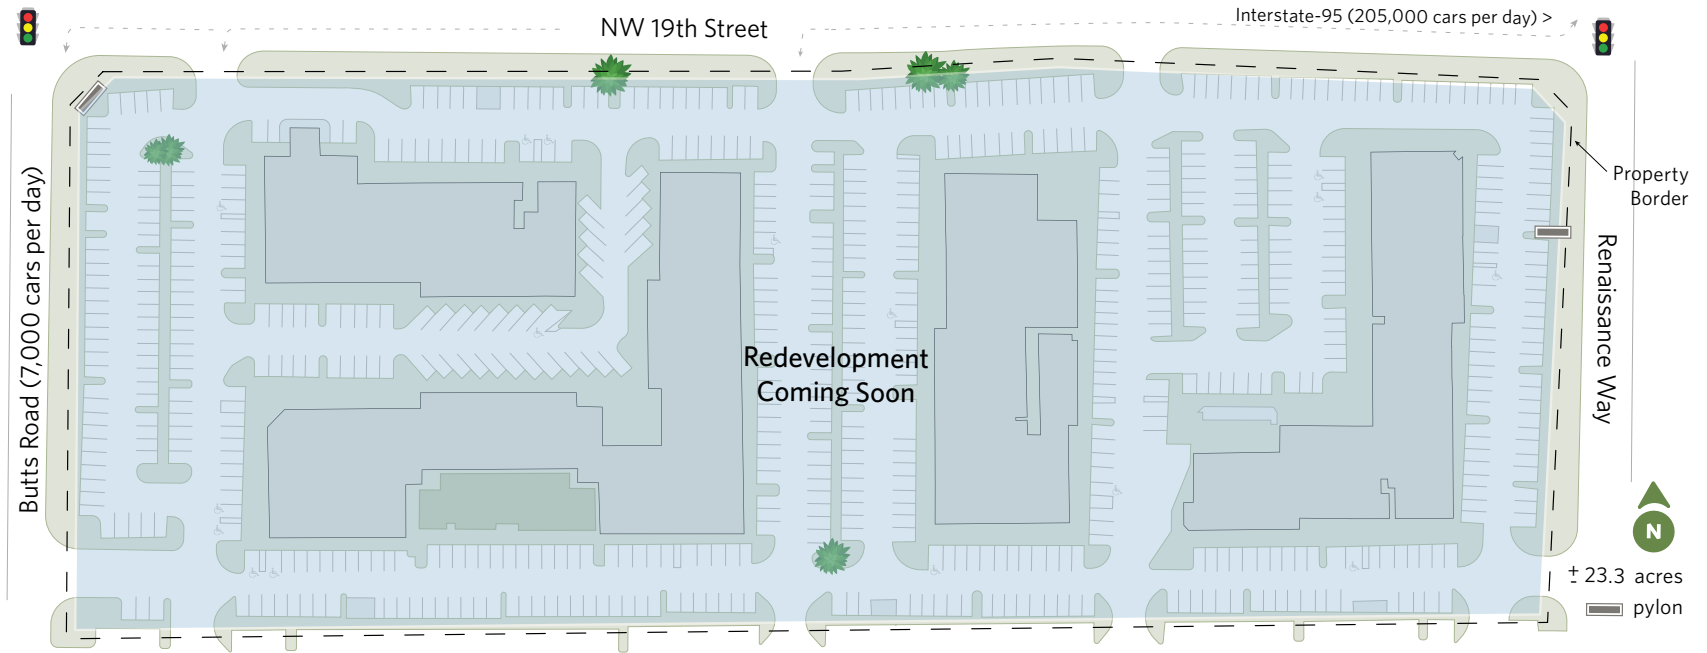 NW 19th Street
Interstate-95 (205,000 cars per day) >
Property
Border
Butts Road (7,000 cars per day)
Renaissance Way
Redevelopment
Coming Soon
N
± 23.3 acres
pylon